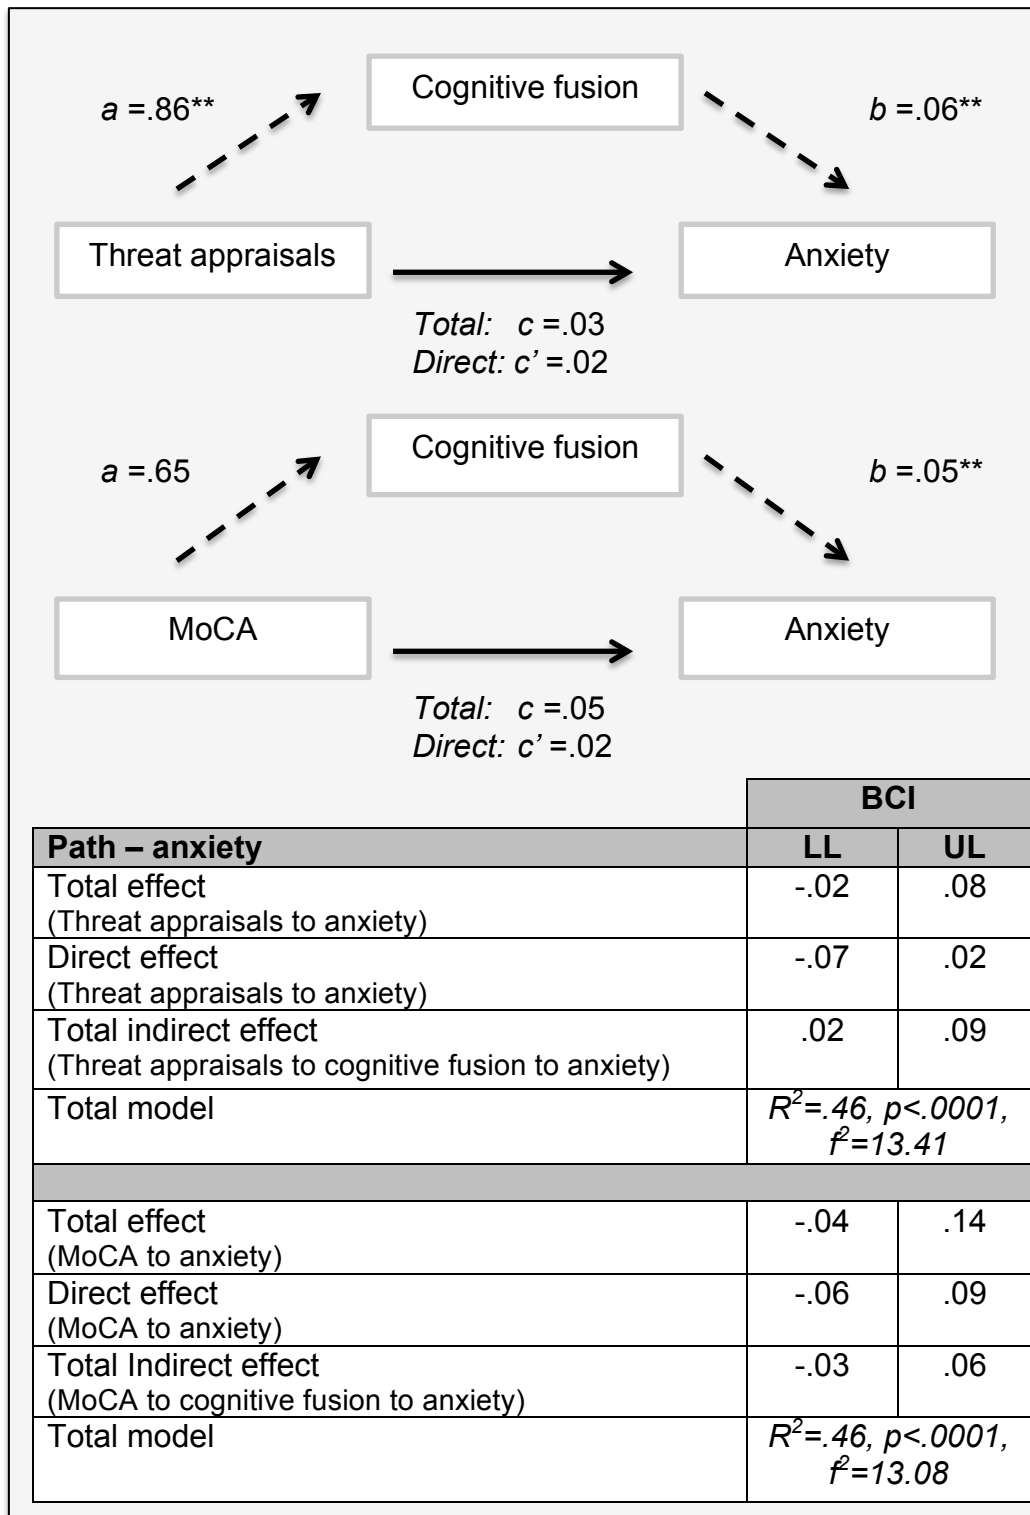 Cognitive fusion
a =.86**
b =.06**
Threat appraisals
Anxiety
Total: c =.03
Direct: c’ =.02
Cognitive fusion
a =.65
b =.05**
MoCA
Anxiety
Total: c =.05
Direct: c’ =.02
BCI
Path – anxiety LL UL
Total effect -.02 .08
(Threat appraisals to anxiety)
Direct effect -.07 .02
(Threat appraisals to anxiety)
Total indirect effect .02 .09
(Threat appraisals to cognitive fusion to anxiety)
Total model R²=.46, p<.0001,
f²=13.41
Total effect -.04 .14
(MoCA to anxiety)
Direct effect -.06 .09
(MoCA to anxiety)
Total Indirect effect -.03 .06
(MoCA to cognitive fusion to anxiety)
Total model R²=.46, p<.0001,
f²=13.08